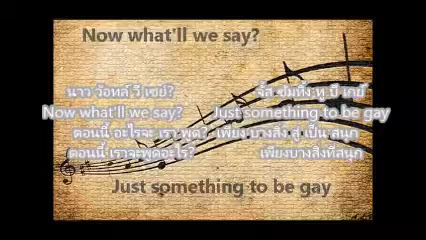 Now what'll we say?
นาว ว๊อทล์ วี เซย์? จั๊ส ซัมทิ้ง ทู บี เกย์
Now what'll we say? Just something to be gay
ตอนนี้ อะไรจะ เรา พูด? เพียง บางสิ่ง สู่ เป็น สนุก
ตอนนี้ เราจะพูดอะไร? เพียงบางสิ่งที่สนุก
Just something to be gay